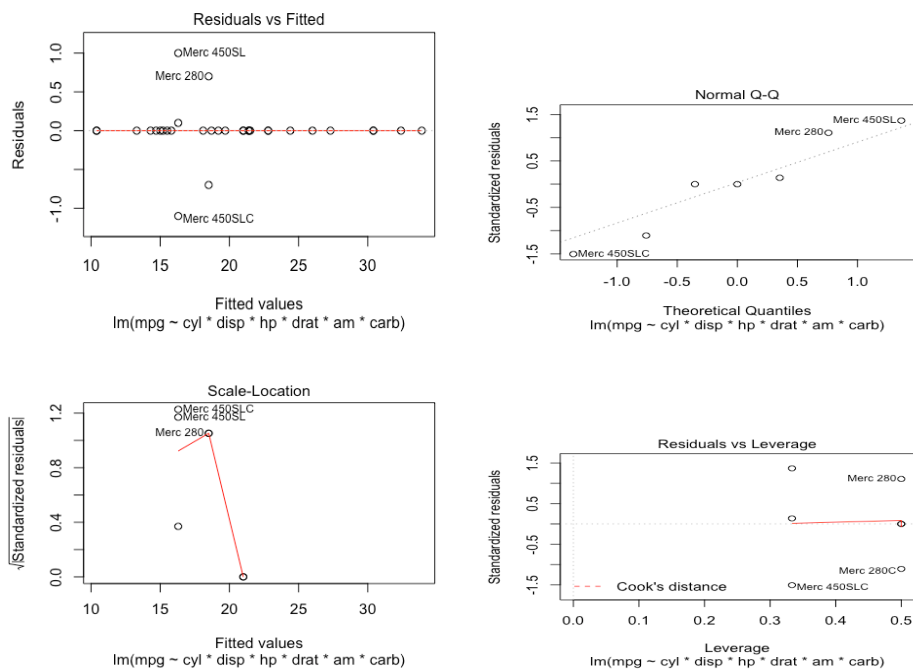 Residuals vs Fitted
Residuals
1.0
0.5
0.0
-1.0
Merc 450SL
Merc 280
Merc 450SLC
10
15
20
25
30
Fitted values
lm(mpg ~ cyl * disp * hp * drat * am * carb)
Normal Q-Q
Standardized residuals
1.5
0.5
-0.5
-1.5
Merc 450SL
Merc 280
Merc 450SLC
-1.0
-0.5
0.0
0.5
1.0
Theoretical Quantiles
lm(mpg ~ cyl * disp * hp * drat * am * carb)
Scale-Location
√|Standardized residuals|
1.2
0.8
0.4
0.0
Merc 450SLC
Merc 450SL
Merc 280
10
15
20
25
30
Fitted values
lm(mpg ~ cyl * disp * hp * drat * am * carb)
Residuals vs Leverage
Standardized residuals
1.5
0.5
-0.5
-1.5
Merc 280
Merc 280C
Merc 450SLC
Cook's distance
0.0
0.1
0.2
0.3
0.4
0.5
Leverage
lm(mpg ~ cyl * disp * hp * drat * am * carb)